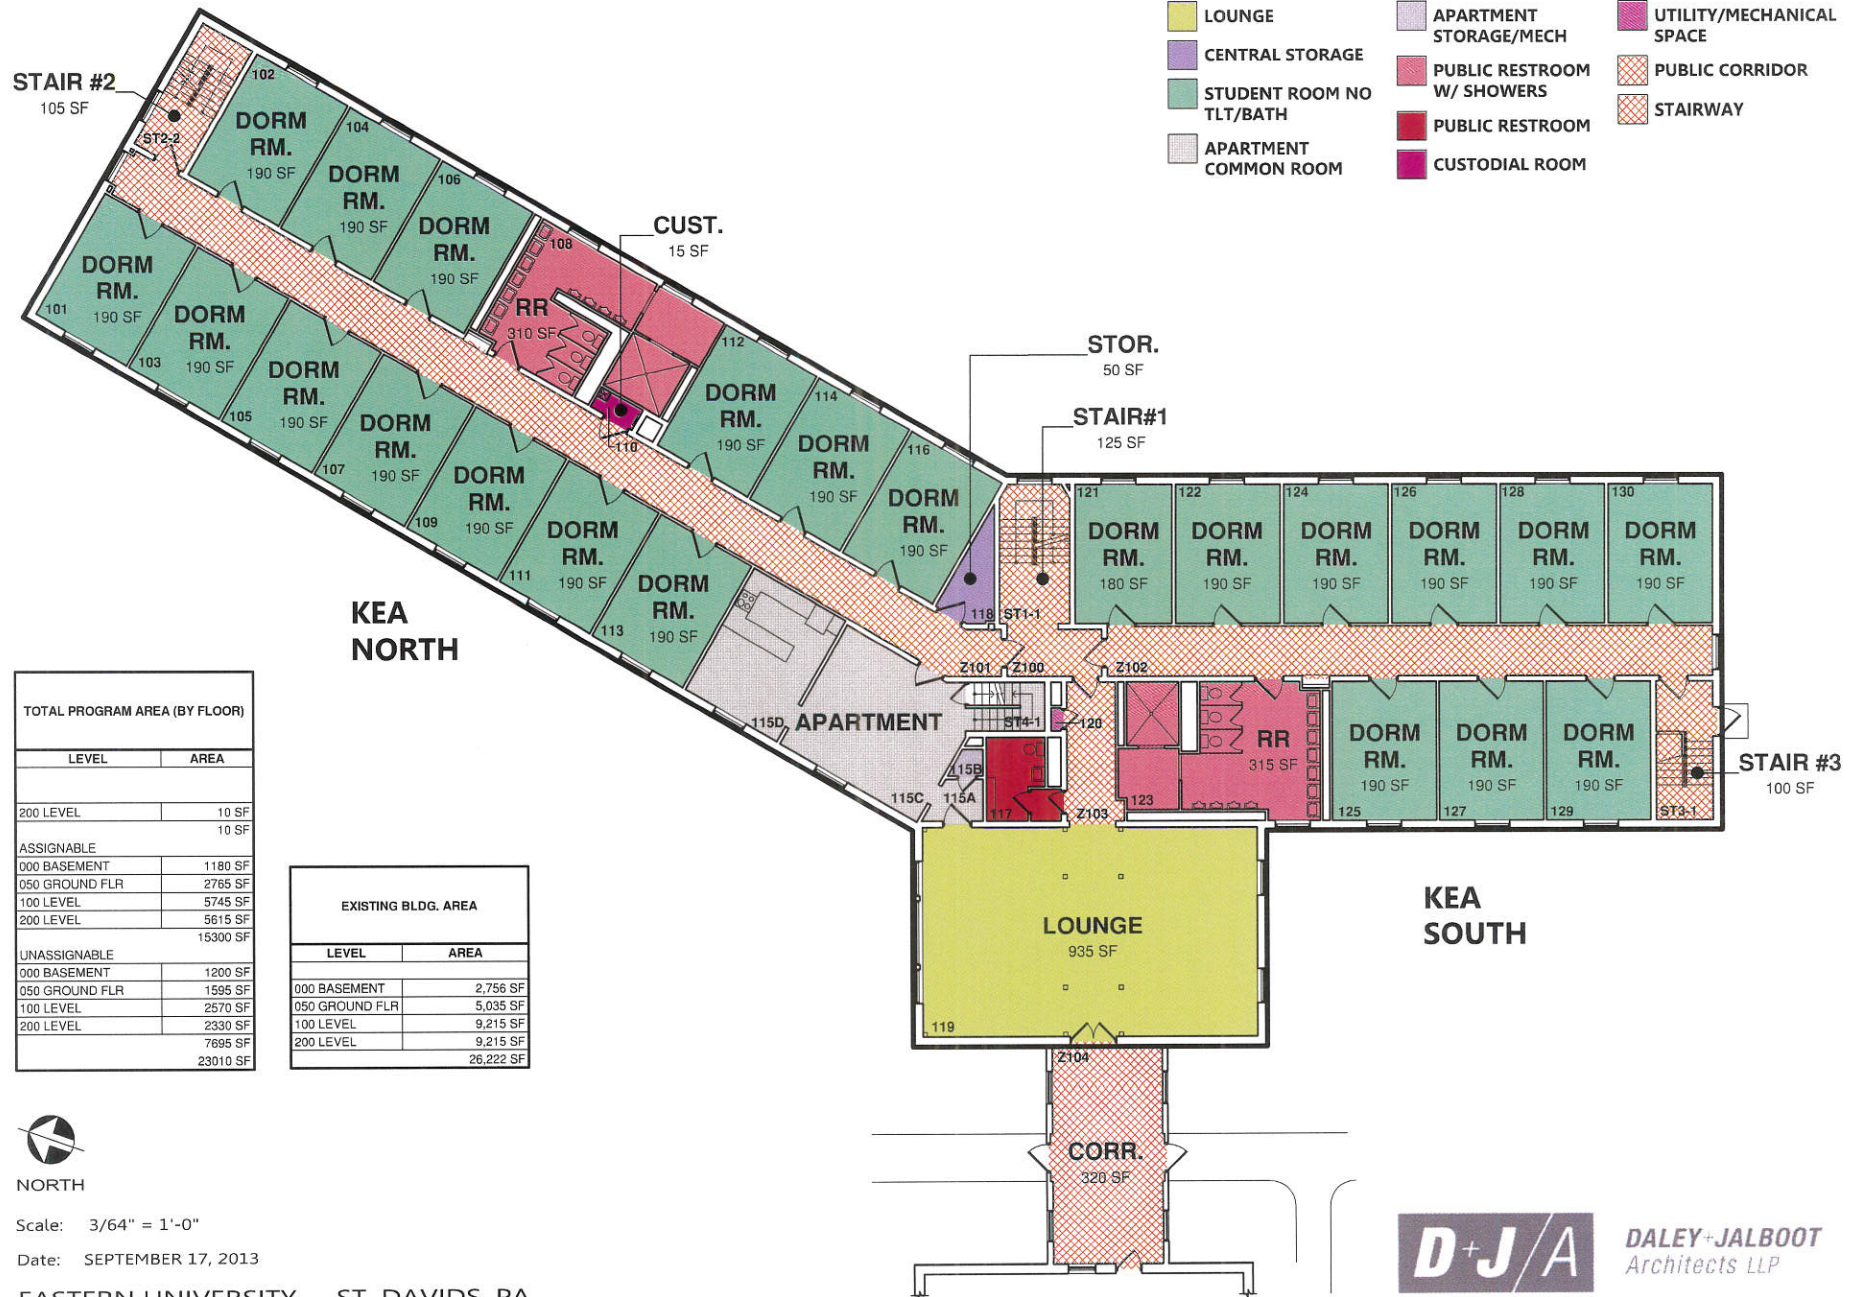 LOUNGE
CENTRAL STORAGE
STUDENT ROOM NO
TLT/BATH
APARTMENT
COMMON ROOM
APARTMENT
STORAGE/MECH
PUBLIC RESTROOM
W/ SHOWERS
PUBLIC RESTROOM
CUSTODIAL ROOM
UTILITY/MECHANICAL
SPACE
PUBLIC CORRIDOR
STAIRWAY
STAIR #2
105 SF
ST2-2
102
DORM
RM.
190 SF
104
DORM
RM.
190 SF
106
DORM
RM.
190 SF
108
RR
310 SF
CUST.
15 SF
110
112
DORM
RM.
190 SF
114
DORM
RM.
190 SF
116
DORM
RM.
190 SF
STOR.
50 SF
118
STAIR#1
125 SF
ST1-1
101
DORM
RM.
190 SF
103
DORM
RM.
190 SF
105
DORM
RM.
190 SF
107
DORM
RM.
190 SF
109
DORM
RM.
190 SF
111
DORM
RM.
190 SF
113
DORM
RM.
190 SF
KEA
NORTH
121
DORM
RM.
180 SF
122
DORM
RM.
190 SF
124
DORM
RM.
190 SF
126
DORM
RM.
190 SF
128
DORM
RM.
190 SF
130
DORM
RM.
190 SF
Z101
Z100
Z102
115D
APARTMENT
ST4-1
120
115B
115C
115A
117
Z103
123
RR
315 SF
125
DORM
RM.
190 SF
127
DORM
RM.
190 SF
129
DORM
RM.
190 SF
ST3-1
STAIR #3
100 SF
LOUNGE
935 SF
119
KEA
SOUTH
Z104
CORR.
320 SF
TOTAL PROGRAM AREA (BY FLOOR)
LEVEL AREA
200 LEVEL 10 SF
10 SF
ASSIGNABLE
000 BASEMENT 1180 SF
050 GROUND FLR 2765 SF
100 LEVEL 5745 SF
200 LEVEL 5615 SF
15300 SF
UNASSIGNABLE
000 BASEMENT 1200 SF
050 GROUND FLR 1595 SF
100 LEVEL 2570 SF
200 LEVEL 2330 SF
7695 SF
23010 SF
EXISTING BLDG. AREA
LEVEL AREA
000 BASEMENT 2,756 SF
050 GROUND FLR 5,035 SF
100 LEVEL 9,215 SF
200 LEVEL 9,215 SF
26,222 SF
NORTH
Scale: 3/64" = 1'-0"
Date: SEPTEMBER 17, 2013
EASTERN UNIVERSITY ST. DAVIDS, PA
D+J/A
DALEY+JALBOOT
Architects LLP